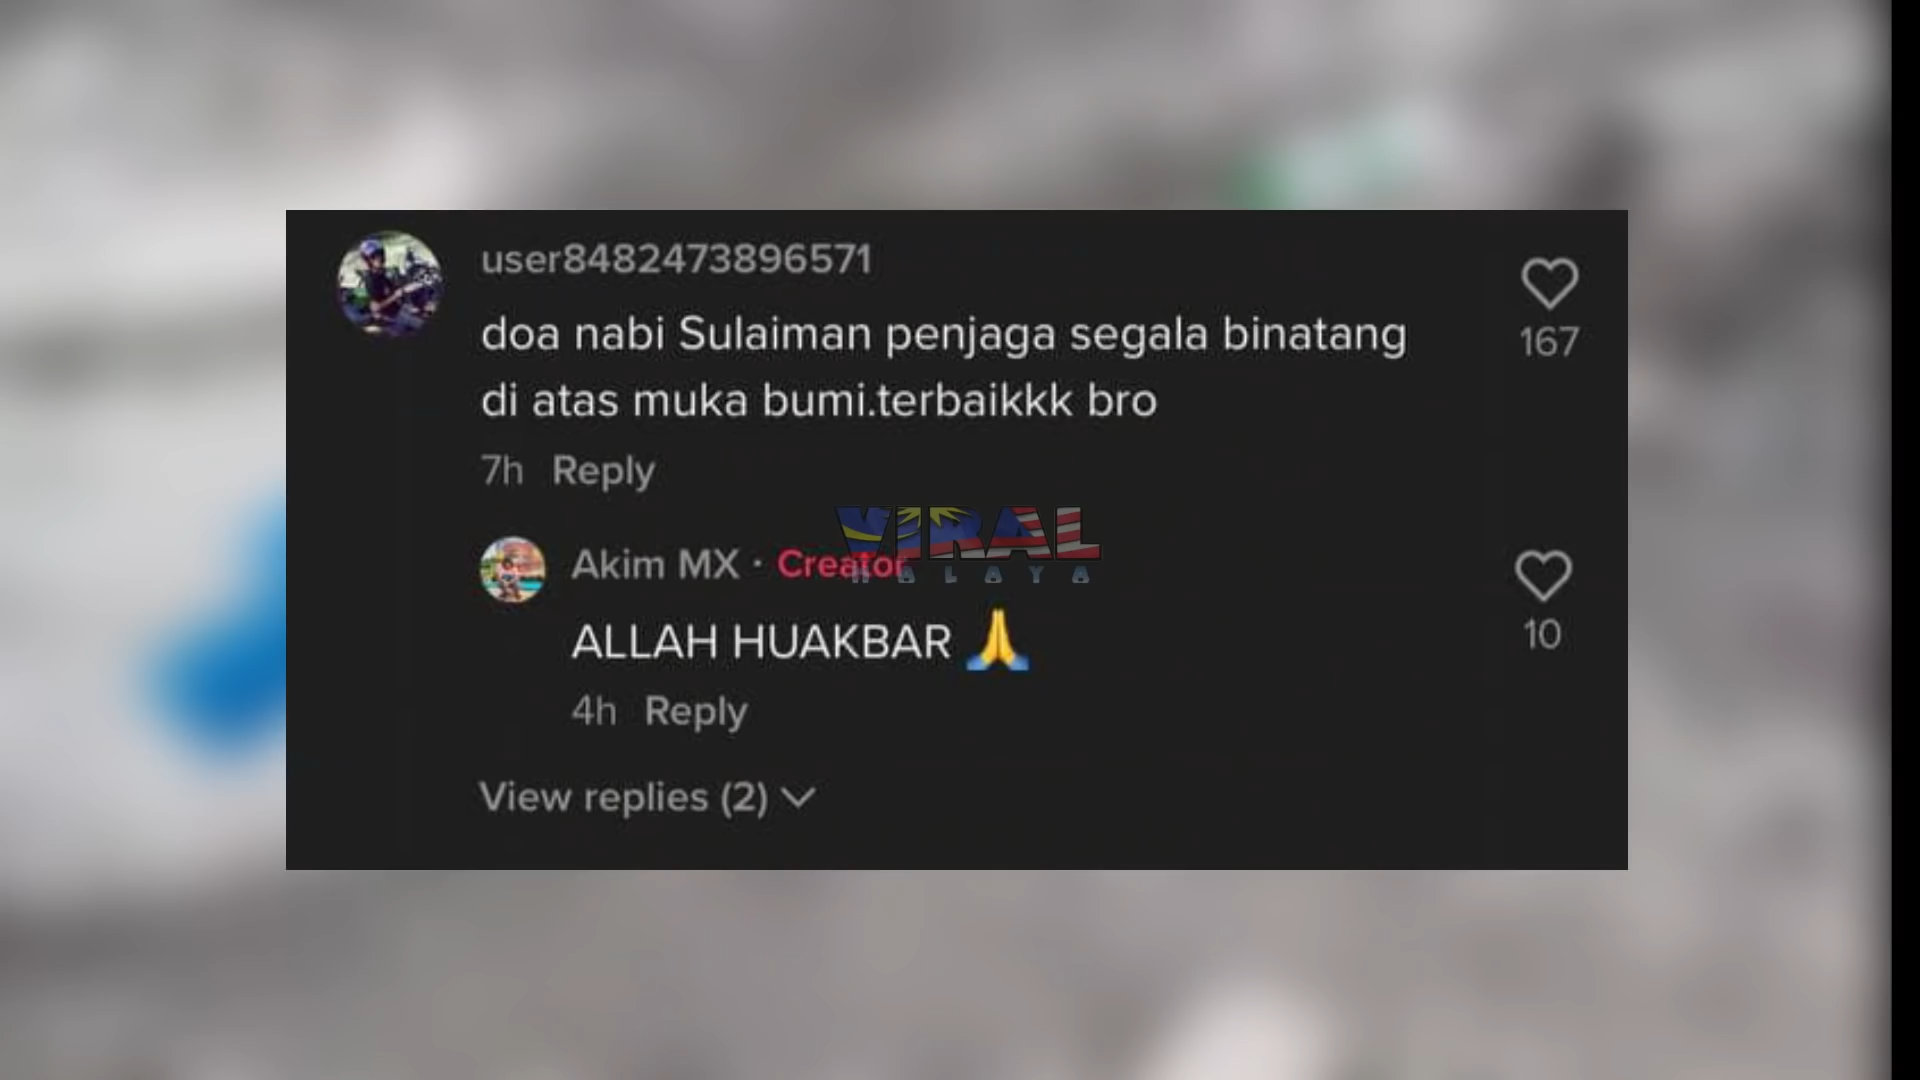 user8482473896571
doa nabi Sulaiman penjaga segala binatang
di atas muka bumi.terbaikkk bro
167
7h Reply
VIRAL
MALAYA
Akim MX · Creator
ALLAH HUAKBAR 🙏
10
4h Reply
View replies (2)